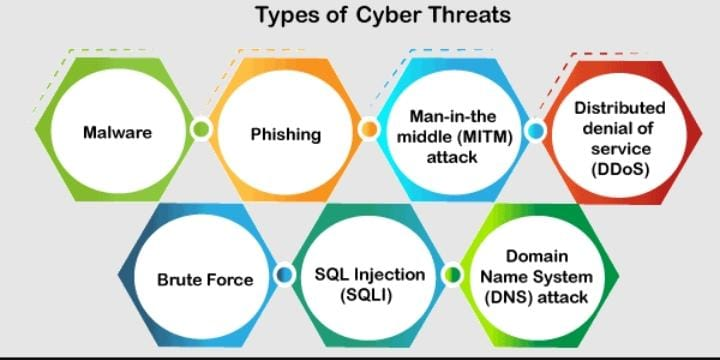 Types of Cyber Threats
Malware
Phishing
Man-in-the
middle (MITM)
attack
Distributed
denial of
service
(DDoS)
Brute Force
SQL Injection
(SQLI)
Domain
Name System
(DNS) attack